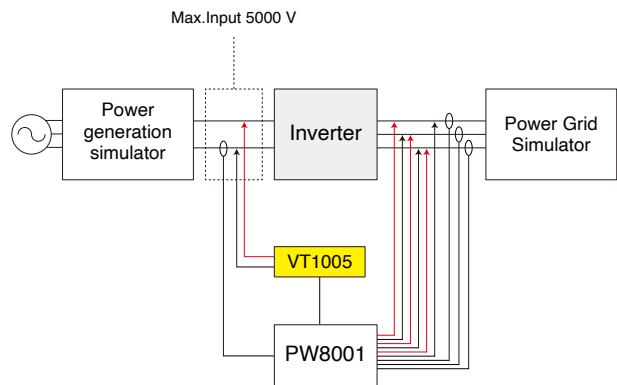 Max.Input 5000 V
Power
generation
simulator
Inverter
Power Grid
Simulator
VT1005
PW8001